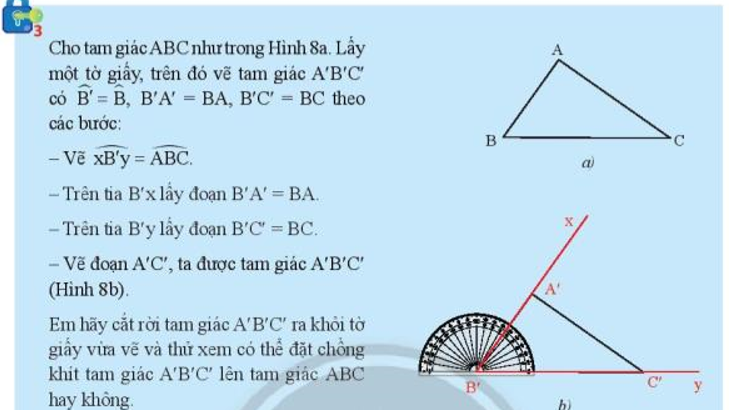 3
Cho tam giác ABC như trong Hình 8a. Lấy
một tờ giấy, trên đó vẽ tam giác A′B′C′
có B̂′ = B̂, B′A′ = BA, B′C′ = BC theo
các bước:
– Vẽ x͡B′y = A͡BC.
– Trên tia B′x lấy đoạn B′A′ = BA.
– Trên tia B′y lấy đoạn B′C′ = BC.
– Vẽ đoạn A′C′, ta được tam giác A′B′C′
(Hình 8b).
Em hãy cắt rời tam giác A′B′C′ ra khỏi tờ
giấy vừa vẽ và thử xem có thể đặt chồng
khít tam giác A′B′C′ lên tam giác ABC
hay không.
A
B
C
a)
x
A′
B′
C′
y
b)